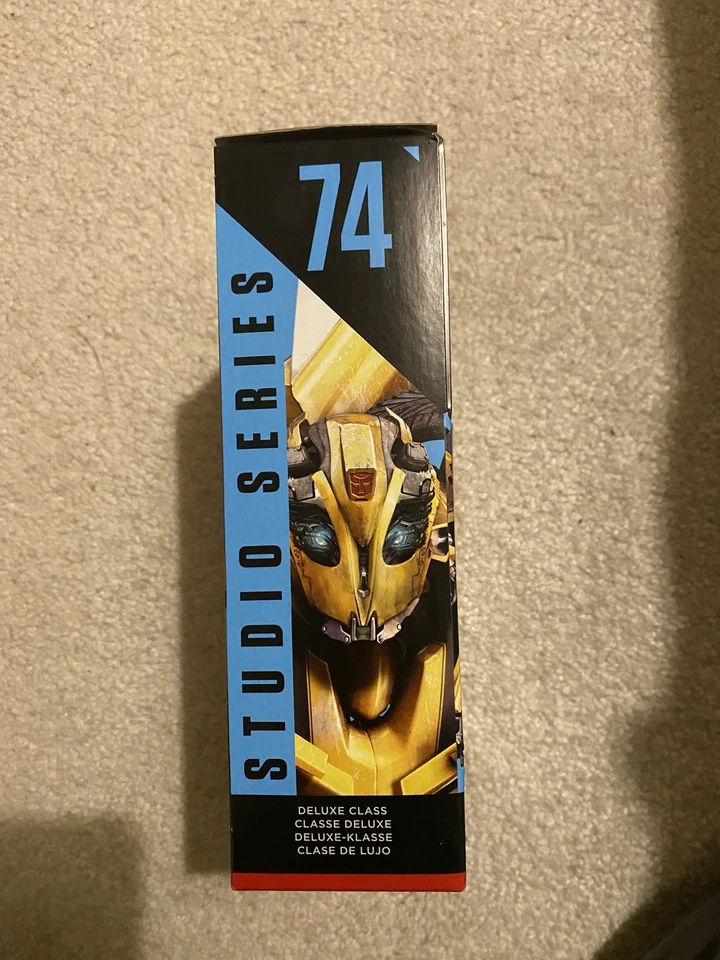 74
STUDIO SERIES
DELUXE CLASS
CLASSE DELUXE
DELUXE-KLASSE
CLASE DE LUJO